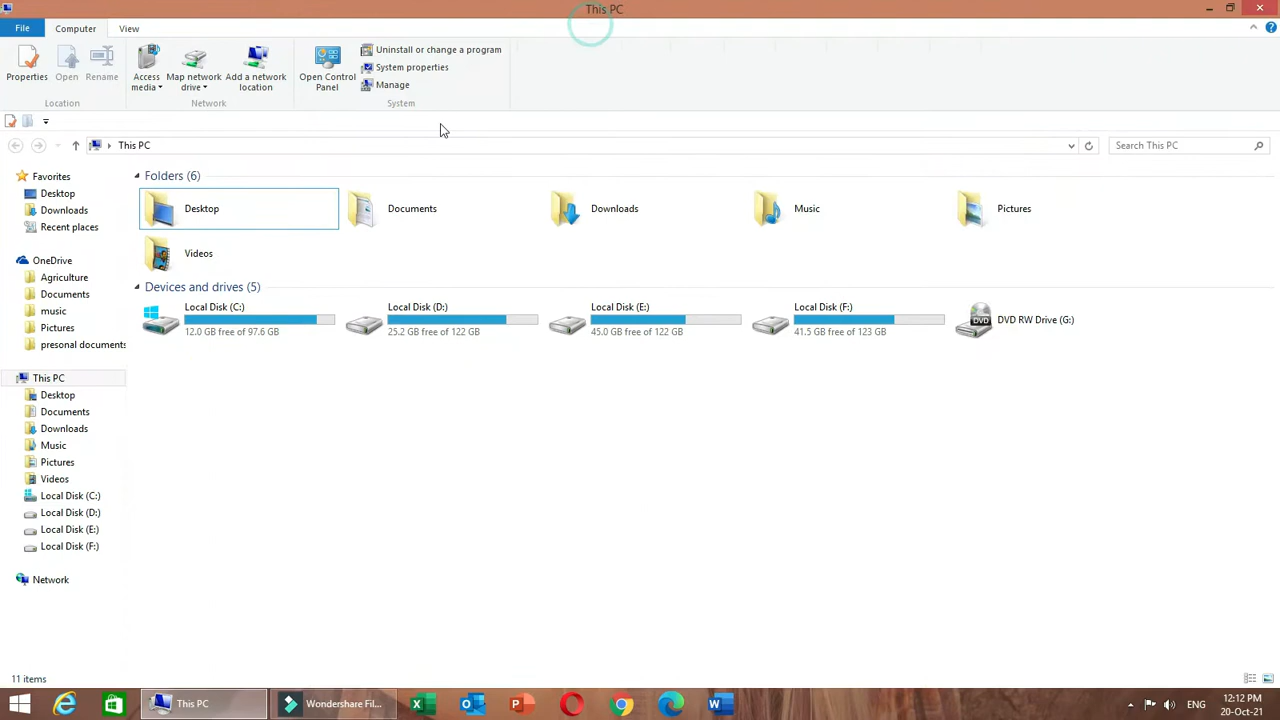 This PC
File
Computer
View
Properties
Open
Rename
Access media
Map network drive
Add a network location
Open Control Panel
Uninstall or change a program
System properties
Manage
Location
Network
System
This PC
Search This PC
Favorites
Desktop
Downloads
Recent places
OneDrive
Agriculture
Documents
music
Pictures
presonal documents
This PC
Desktop
Documents
Downloads
Music
Pictures
Videos
Local Disk (C:)
Local Disk (D:)
Local Disk (E:)
Local Disk (F:)
Network
Folders (6)
Desktop
Documents
Downloads
Music
Pictures
Videos
Devices and drives (5)
Local Disk (C:)
12.0 GB free of 97.6 GB
Local Disk (D:)
25.2 GB free of 122 GB
Local Disk (E:)
45.0 GB free of 122 GB
Local Disk (F:)
41.5 GB free of 123 GB
DVD
DVD RW Drive (G:)
11 items
This PC
Wondershare Fil...
ENG
12:12 PM
20-Oct-21